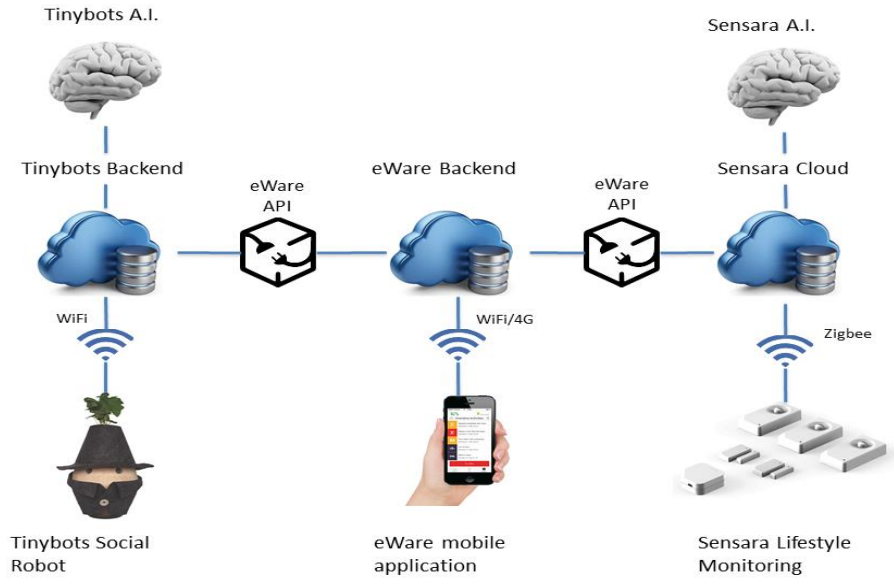 Tinybots A.I.
Sensara A.I.
Tinybots Backend
eWare Backend
Sensara Cloud
eWare
API
eWare
API
WiFi
WiFi/4G
Zigbee
Tinybots Social
Robot
eWare mobile
application
Sensara Lifestyle
Monitoring